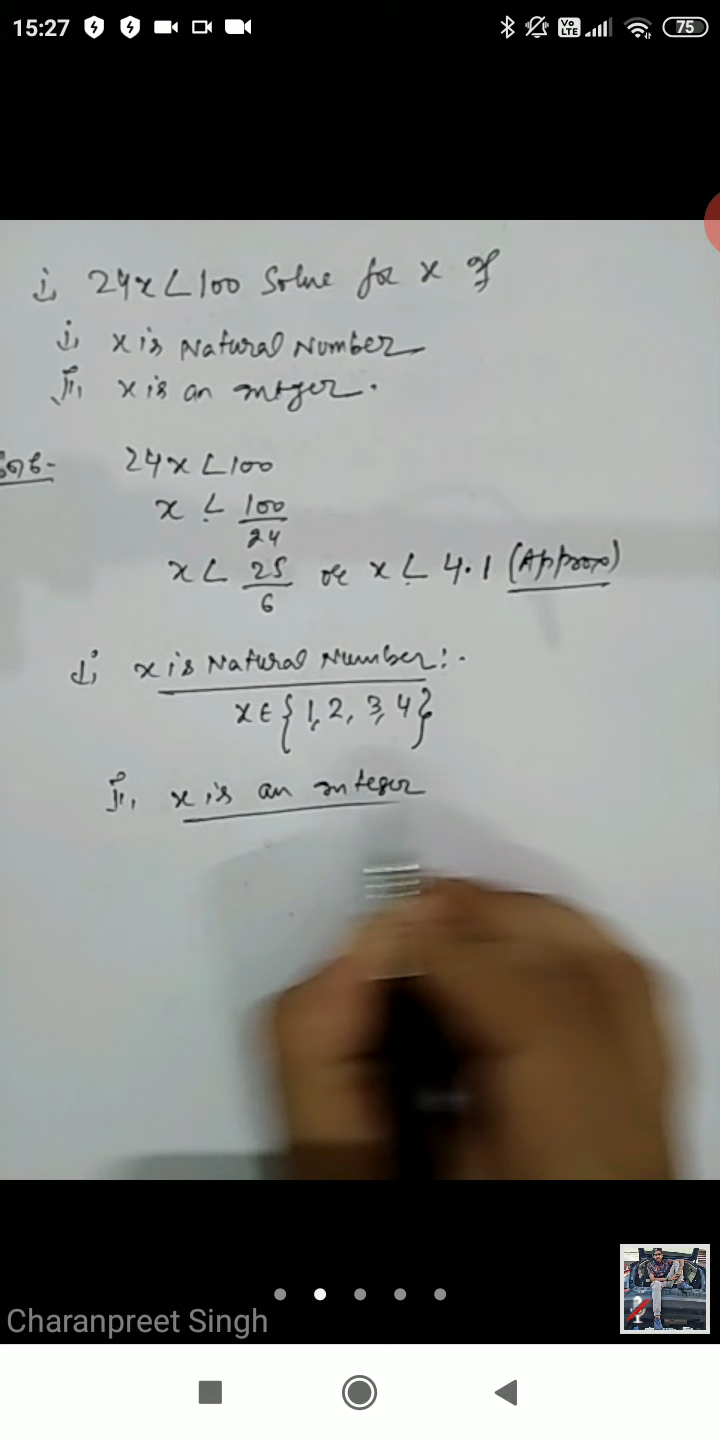 15:27 Vo LTE 75
i, 24x < 100 Solve for x if
i, x is Natural Number
ii, x is an integer.
24x < 100
x < 100/24
x < 25/6 or x < 4.1 (Approx)
i, x is Natural Number:-
x ∈ {1, 2, 3, 4}
ii, x is an integer
Charanpreet Singh